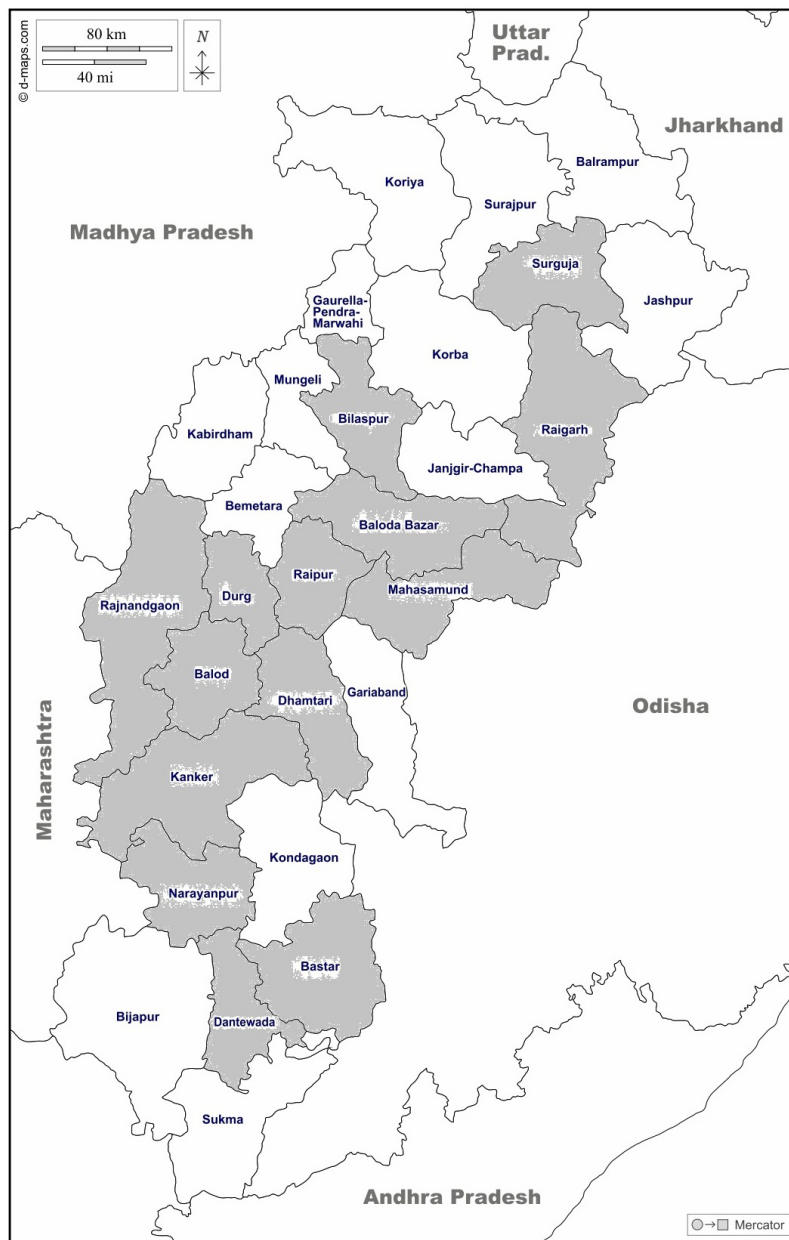 80 km
40 mi
N
© d-maps.com
Uttar
Prad.
Jharkhand
Balrampur
Koriya
Surajpur
Madhya Pradesh
Surguja
Jashpur
Gaurella-
Pendra-
Marwahi
Korba
Mungeli
Bilaspur
Raigarh
Kabirdham
Janjgir-Champa
Bemetara
Baloda Bazar
Raipur
Mahasamund
Durg
Rajnandgaon
Balod
Gariaband
Dhamtari
Odisha
Maharashtra
Kanker
Kondagaon
Narayanpur
Bastar
Bijapur
Dantewada
Sukma
Andhra Pradesh
Mercator